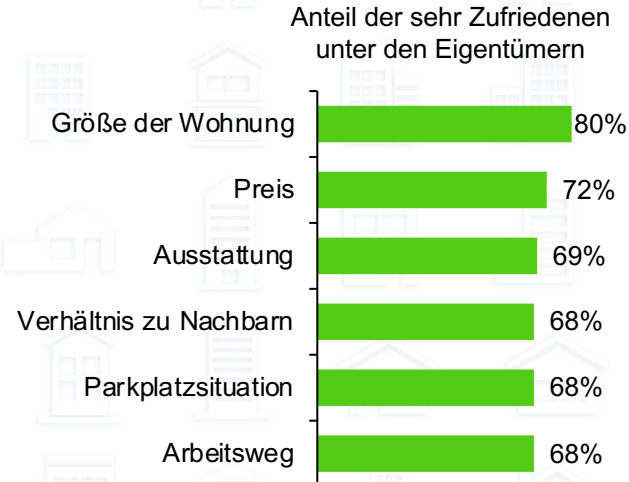 Anteil der sehr Zufriedenen
unter den Eigentümern
Größe der Wohnung 80%
Preis 72%
Ausstattung 69%
Verhältnis zu Nachbarn 68%
Parkplatzsituation 68%
Arbeitsweg 68%